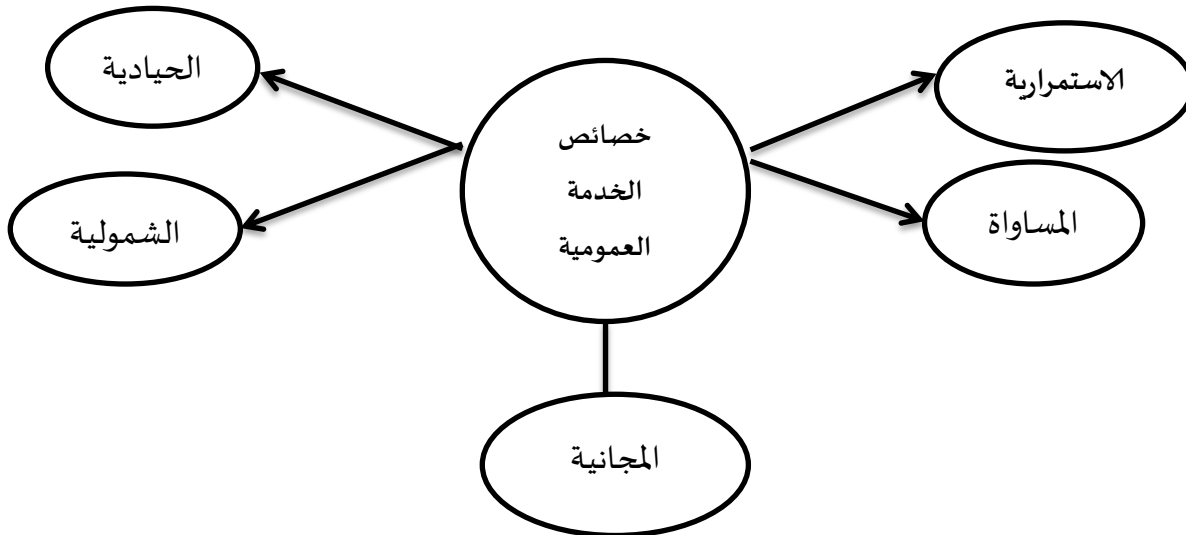 الاستمرارية
الحيادية
خصائص
الخدمة
العمومية
المساواة
الشمولية
المجانية